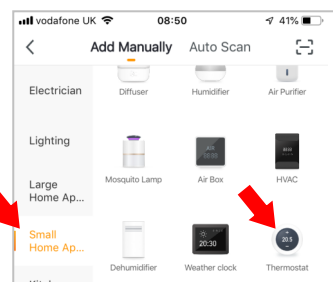 vodafone UK 08:50 41%
Add Manually Auto Scan
Electrician
Diffuser Humidifier Air Purifier
Lighting
Mosquito Lamp Air Box HVAC
Large
Home Ap...
Small
Home Ap...
20:30 20.5
Dehumidifier Weather clock Thermostat